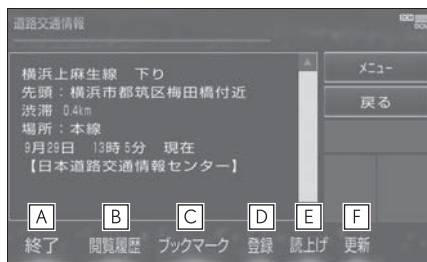 道路交通情報
横浜上麻生線 下り
先頭：横浜市都筑区梅田橋付近
渋滞 0.4km
場所：本線
9月29日 13時5分 現在
【日本道路交通情報センター】
メニュー
戻る
A B C D E F
終了 閲覧履歴 ブックマーク 登録 読上げ 更新